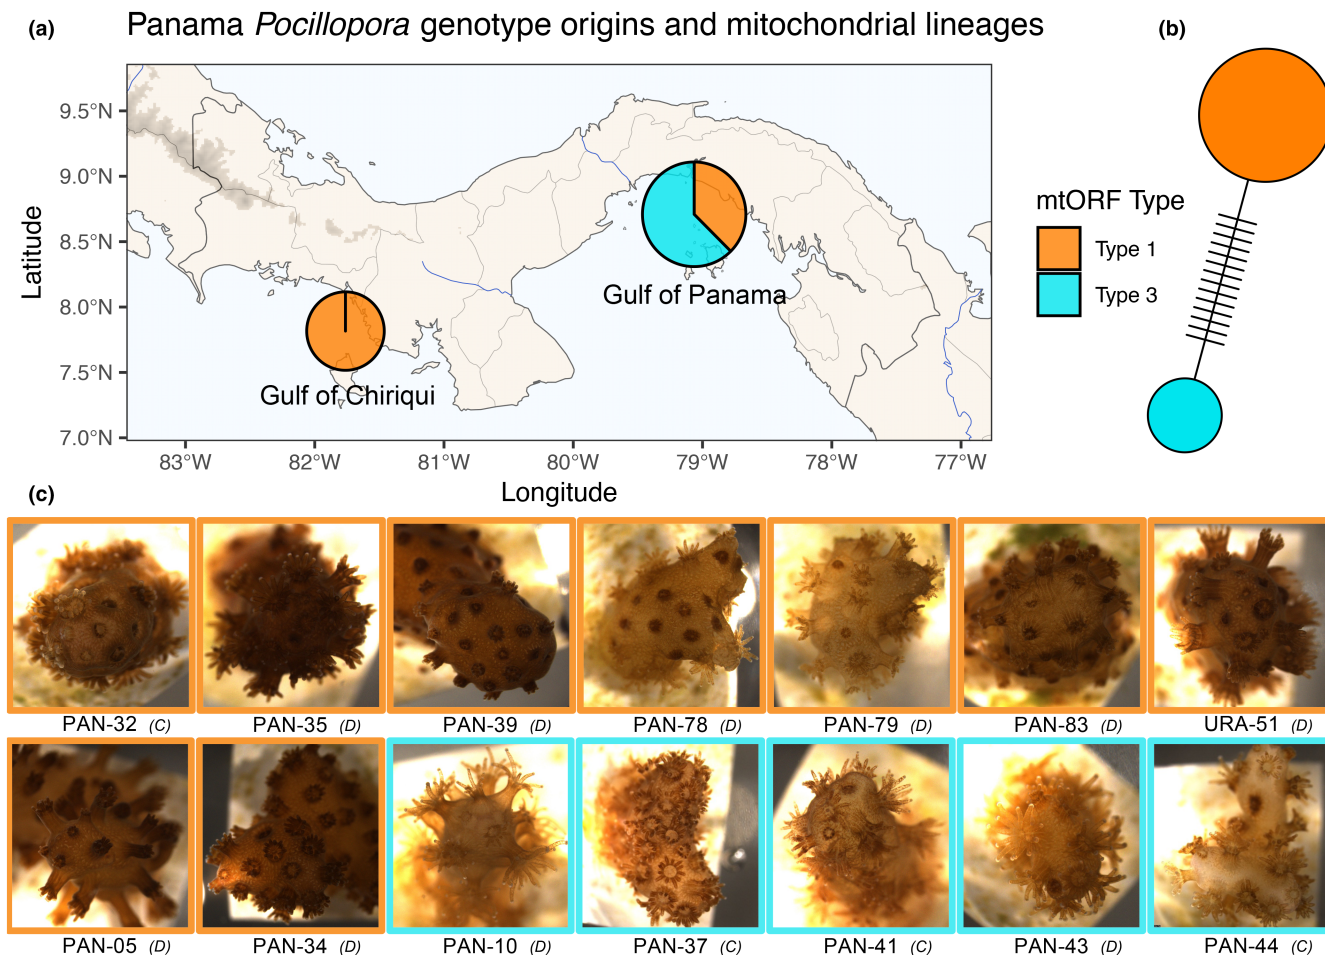 (a) Panama Pocillopora genotype origins and mitochondrial lineages (b)
9.5°N
9.0°N
8.5°N
8.0°N
7.5°N
7.0°N
Latitude
Gulf of Panama
Gulf of Chiriqui
83°W 82°W 81°W 80°W 79°W 78°W 77°W
Longitude
mtORF Type
Type 1
Type 3
(c)
PAN-32 (C) PAN-35 (D) PAN-39 (D) PAN-78 (D) PAN-79 (D) PAN-83 (D) URA-51 (D)
PAN-05 (D) PAN-34 (D) PAN-10 (D) PAN-37 (C) PAN-41 (C) PAN-43 (D) PAN-44 (C)